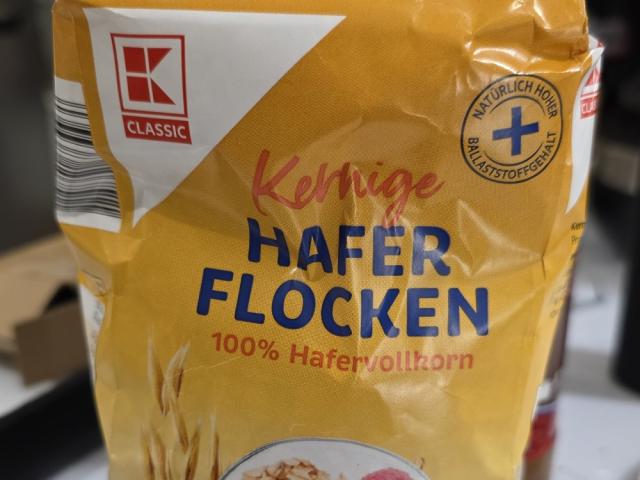 K
CLASSIC
NATÜRLICH HOHER
BALLASTSTOFFGEHALT
Kernige
HAFER
FLOCKEN
100% Hafervollkorn